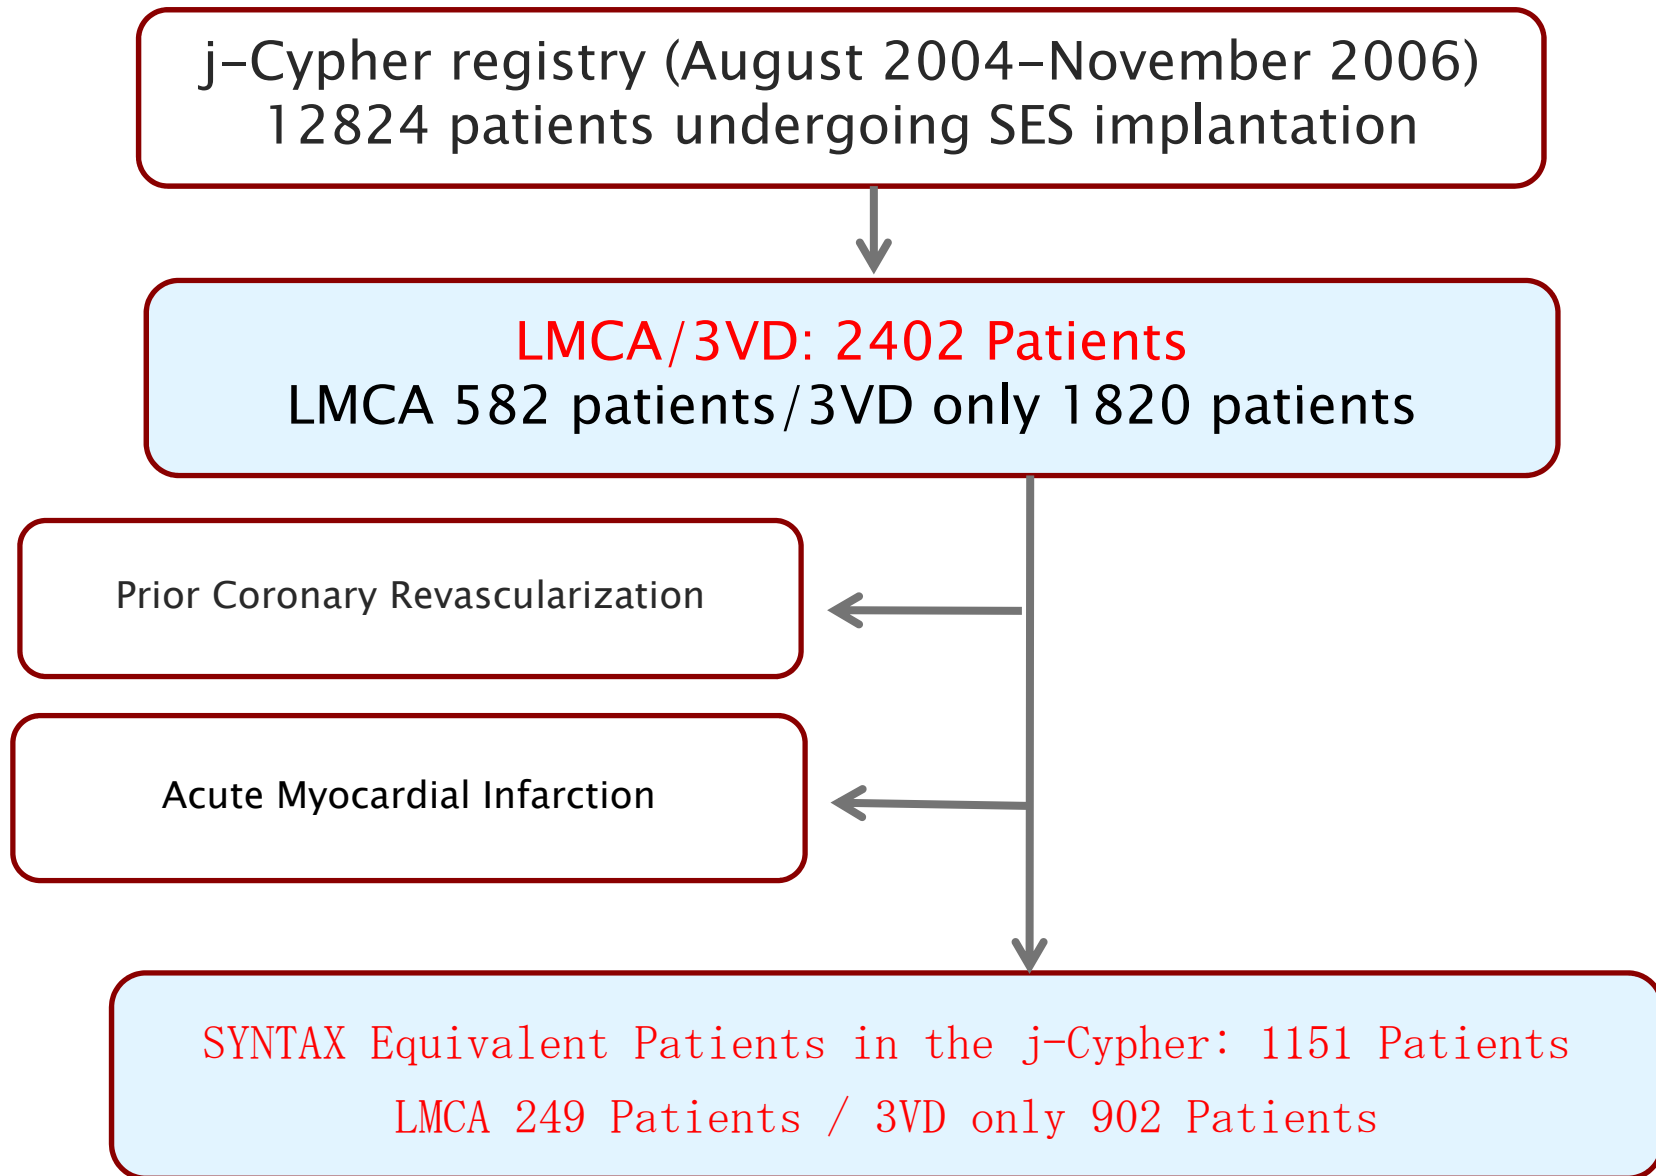 j-Cypher registry (August 2004-November 2006)
12824 patients undergoing SES implantation
LMCA/3VD: 2402 Patients
LMCA 582 patients/3VD only 1820 patients
Prior Coronary Revascularization
Acute Myocardial Infarction
SYNTAX Equivalent Patients in the j-Cypher: 1151 Patients
LMCA 249 Patients / 3VD only 902 Patients